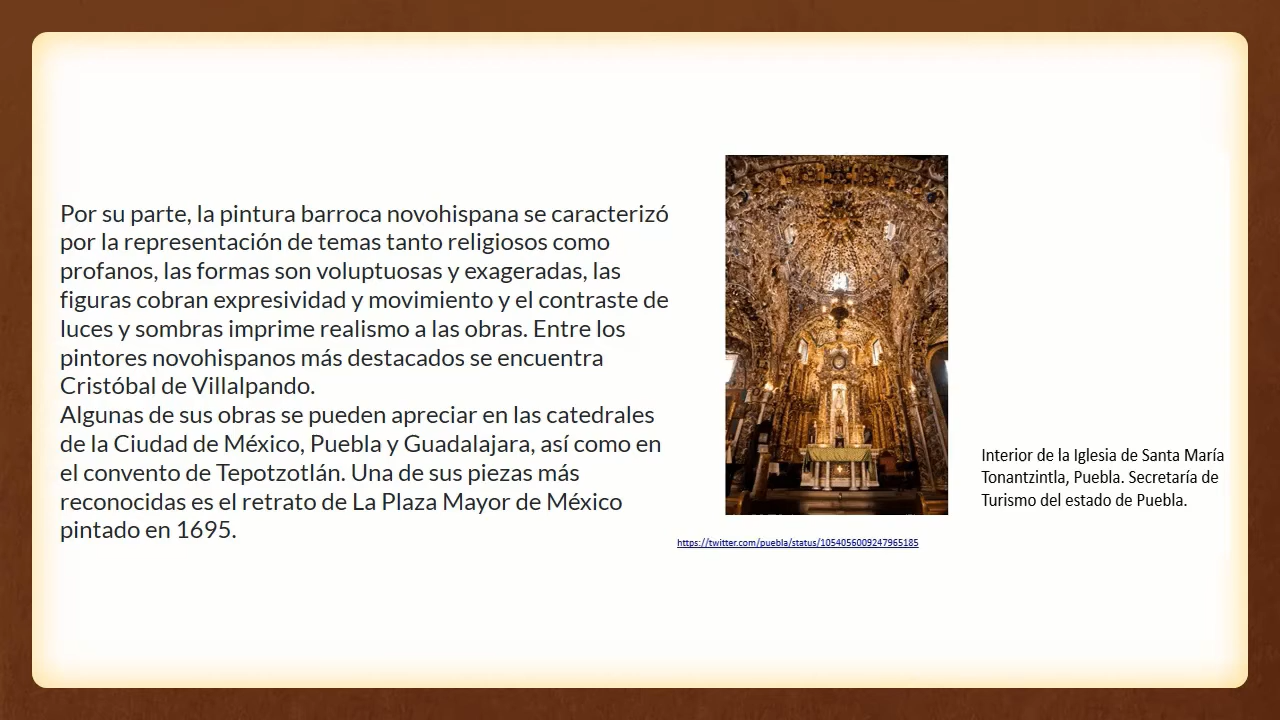 Por su parte, la pintura barroca novohispana se caracterizó
por la representación de temas tanto religiosos como
profanos, las formas son voluptuosas y exageradas, las
figuras cobran expresividad y movimiento y el contraste de
luces y sombras imprime realismo a las obras. Entre los
pintores novohispanos más destacados se encuentra
Cristóbal de Villalpando.
Algunas de sus obras se pueden apreciar en las catedrales
de la Ciudad de México, Puebla y Guadalajara, así como en
el convento de Tepotzotlán. Una de sus piezas más
reconocidas es el retrato de La Plaza Mayor de México
pintado en 1695.
Interior de la Iglesia de Santa María
Tonantzintla, Puebla. Secretaría de
Turismo del estado de Puebla.
https://twitter.com/puebla/status/1054056009247965185